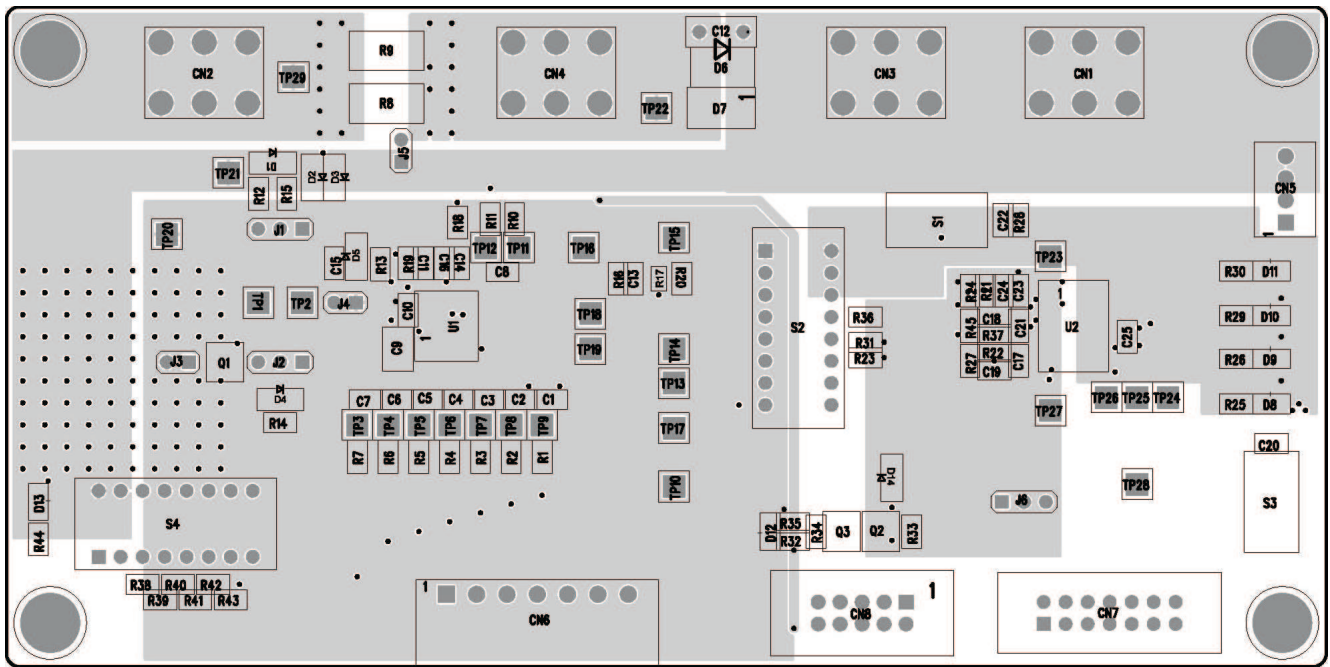 C12
R9
CN2
CN4
D6
CN3
CN1
TP29
R8
TP22
D7
1
J5
D1
TP21
D2
D3
CN5
R12
R15
1
TP20
J1
R18
R11
R10
TP12
TP11
TP16
TP15
S1
C22
R28
TP23
C15
D5
R13
R19
C11
C16
C14
C8
R16
C13
R17
R20
R30
D11
TP1
TP2
J4
C10
U1
1
TP18
S2
R36
R24
R21
C24
C23
1
R45
C18
C21
U2
R29
D10
R37
C25
J3
Q1
J2
C9
TP19
TP14
R31
R23
R27
R22
C17
C19
R26
D9
D4
TP13
R14
C7
C6
C5
C4
C3
C2
C1
TP26
TP25
TP24
TP27
R25
D8
TP3
TP4
TP5
TP6
TP7
TP8
TP9
TP17
C20
R7
R6
R5
R4
R3
R2
R1
TP10
D14
TP28
D13
S4
J6
S3
R44
D12
R35
R32
R34
Q3
Q2
R33
R38
R40
R42
R39
R41
R43
1
CN6
CN8
1
CN7